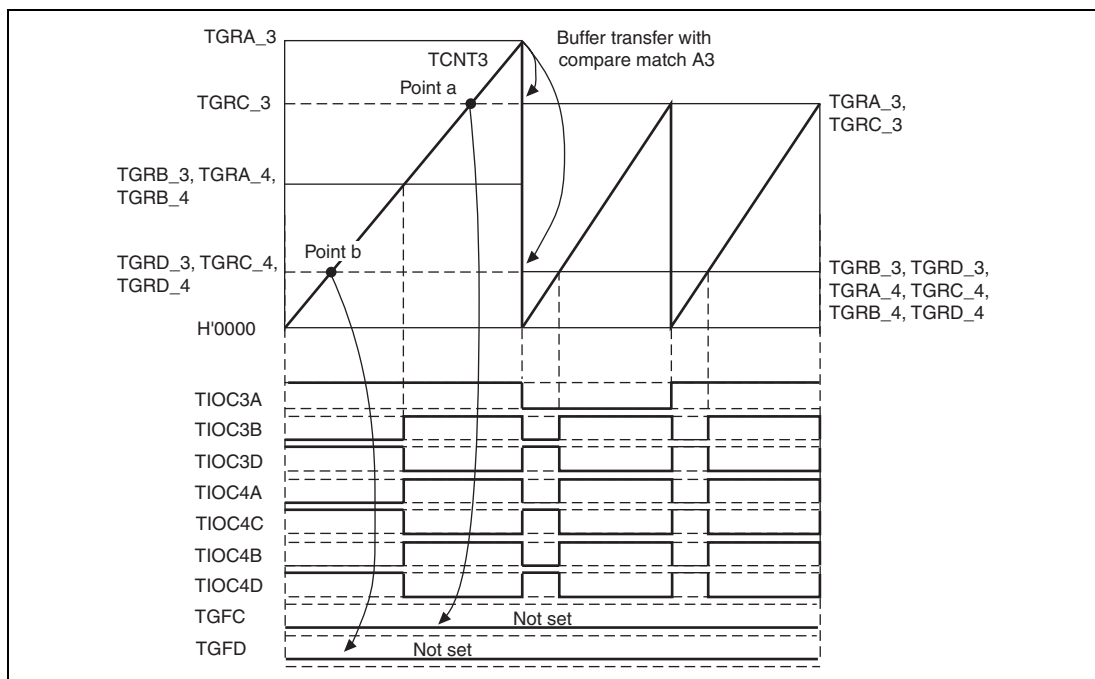 TGRA_3
TCNT3
Buffer transfer with
compare match A3
Point a
TGRC_3
TGRA_3,
TGRC_3
TGRB_3, TGRA_4,
TGRB_4
Point b
TGRD_3, TGRC_4,
TGRD_4
TGRB_3, TGRD_3,
TGRA_4, TGRC_4,
TGRB_4, TGRD_4
H'0000
TIOC3A
TIOC3B
TIOC3D
TIOC4A
TIOC4C
TIOC4B
TIOC4D
TGFC
Not set
TGFD
Not set